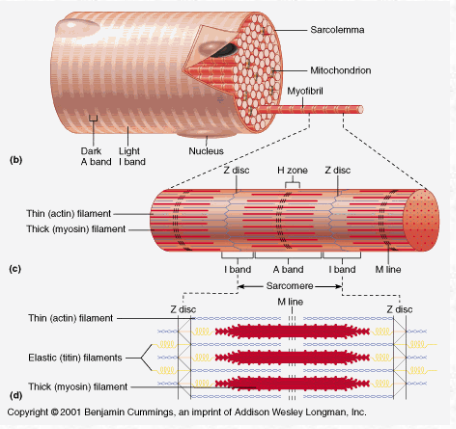 Sarcolemma
Mitochondrion
Myofibril
Dark
A band
Light
I band
Nucleus
(b)
Z disc
H zone
Z disc
Thin (actin) filament
Thick (myosin) filament
(c)
I band
A band
I band
M line
Sarcomere
Z disc
M line
Z disc
Thin (actin) filament
Elastic (titin) filaments
Thick (myosin) filament
(d)
Copyright © 2001 Benjamin Cummings, an imprint of Addison Wesley Longman, Inc.